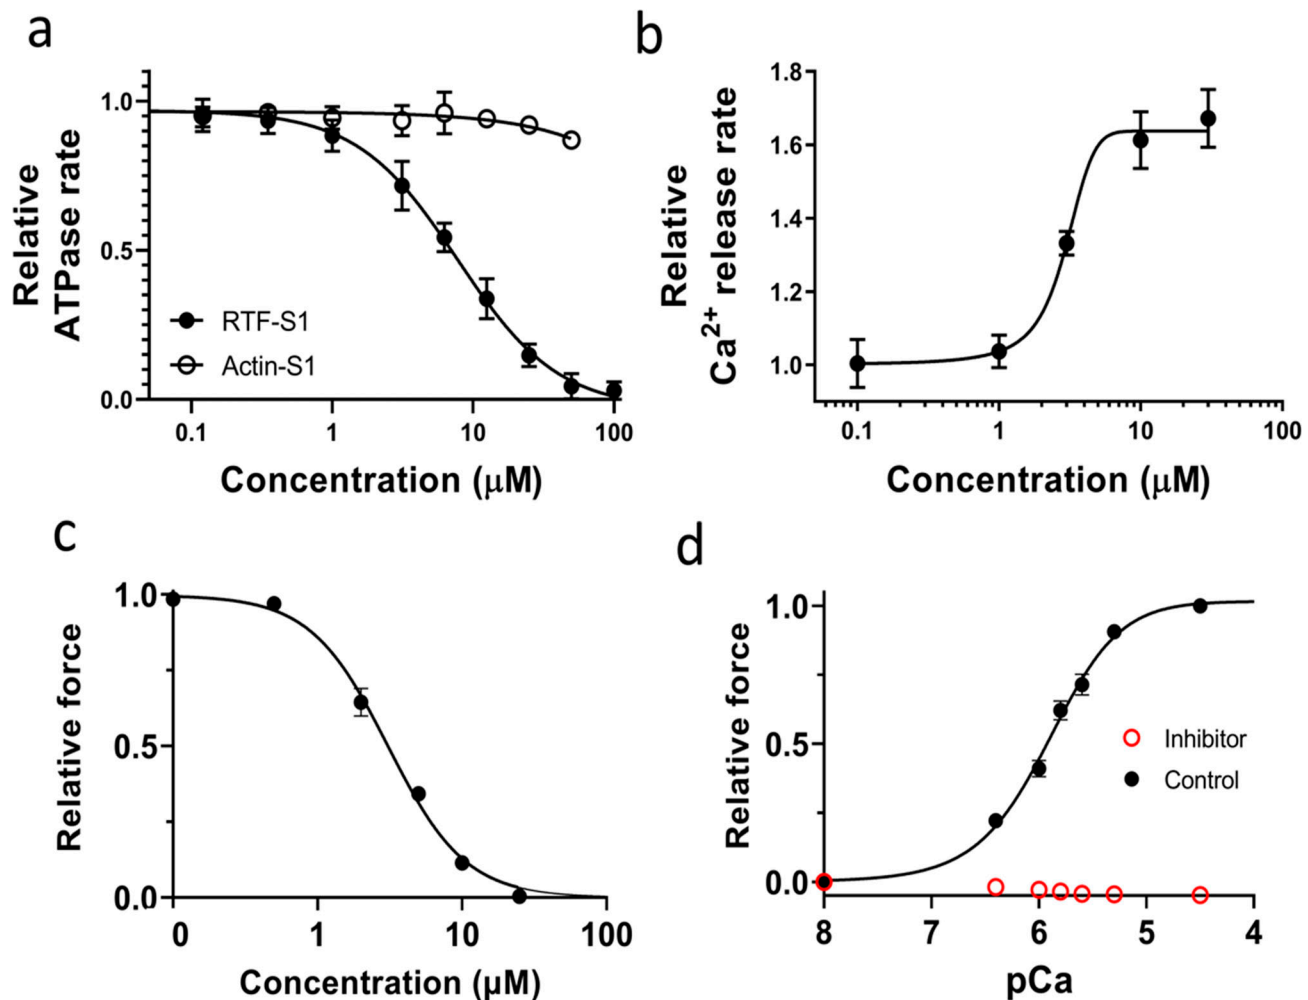 a
Relative
ATPase rate
1.0
0.5
0.0
RTF-S1
Actin-S1
0.1 1 10 100
Concentration (μM)
b
Relative
Ca2+ release rate
1.8
1.6
1.4
1.2
1.0
0.1 1 10 100
Concentration (μM)
c
Relative force
1.0
0.5
0.0
0 1 10 100
Concentration (μM)
d
Relative force
1.0
0.5
0.0
Inhibitor
Control
8 7 6 5 4
pCa